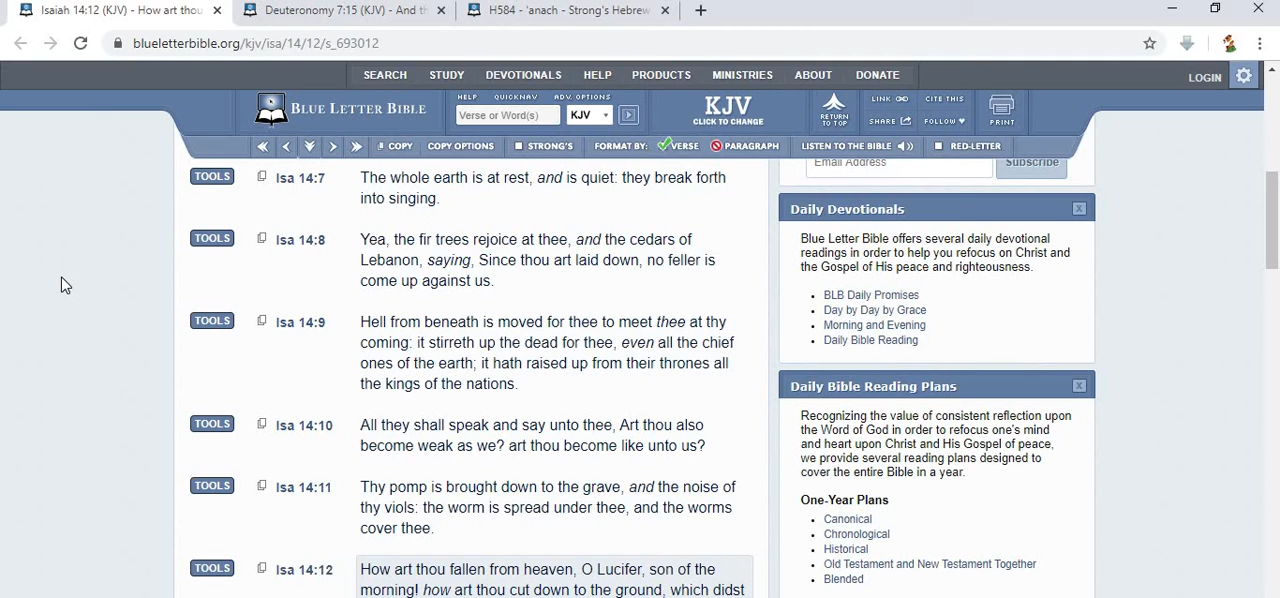 Isaiah 14:12 (KJV) - How art thou
Deuteronomy 7:15 (KJV) - And th
H584 - 'anach - Strong's Hebrew
blueletterbible.org/kjv/isa/14/12/s_693012
SEARCH STUDY DEVOTIONALS HELP PRODUCTS MINISTRIES ABOUT DONATE
LOGIN
BLUE LETTER BIBLE
HELP QUICKNAV ADV. OPTIONS
Verse or Word(s)
KJV
KJV
CLICK TO CHANGE
RETURN
TO TOP
LINK CITE THIS
SHARE FOLLOW
PRINT
COPY COPY OPTIONS STRONG'S FORMAT BY: VERSE PARAGRAPH LISTEN TO THE BIBLE RED-LETTER
TOOLS Isa 14:7 The whole earth is at rest, and is quiet: they break forth
into singing.
TOOLS Isa 14:8 Yea, the fir trees rejoice at thee, and the cedars of
Lebanon, saying, Since thou art laid down, no feller is
come up against us.
TOOLS Isa 14:9 Hell from beneath is moved for thee to meet thee at thy
coming: it stirreth up the dead for thee, even all the chief
ones of the earth; it hath raised up from their thrones all
the kings of the nations.
TOOLS Isa 14:10 All they shall speak and say unto thee, Art thou also
become weak as we? art thou become like unto us?
TOOLS Isa 14:11 Thy pomp is brought down to the grave, and the noise of
thy viols: the worm is spread under thee, and the worms
cover thee.
TOOLS Isa 14:12 How art thou fallen from heaven, O Lucifer, son of the
morning! how art thou cut down to the ground, which didst
Email Address
Subscribe
Daily Devotionals
Blue Letter Bible offers several daily devotional
readings in order to help you refocus on Christ and
the Gospel of His peace and righteousness.
BLB Daily Promises
Day by Day by Grace
Morning and Evening
Daily Bible Reading
Daily Bible Reading Plans
Recognizing the value of consistent reflection upon
the Word of God in order to refocus one's mind
and heart upon Christ and His Gospel of peace,
we provide several reading plans designed to
cover the entire Bible in a year.
One-Year Plans
Canonical
Chronological
Historical
Old Testament and New Testament Together
Blended